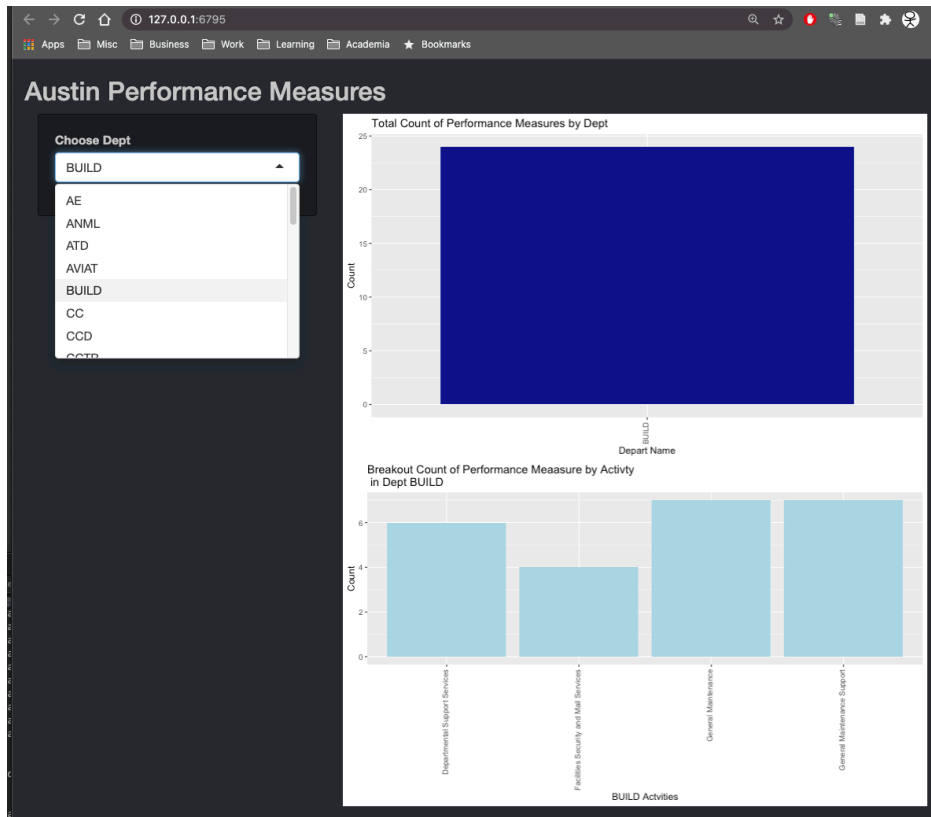 127.0.0.1:6795
Apps Misc Business Work Learning Academia Bookmarks
Austin Performance Measures
Choose Dept
BUILD
AE
ANML
ATD
AVIAT
BUILD
CC
CCD
CCTR
Total Count of Performance Measures by Dept
25
20
15
10
5
0
Count
BUILD
Depart Name
Breakout Count of Performance Meaasure by Activty
in Dept BUILD
6
4
2
0
Count
Departmental Support Services
Facilities Security and Mail Services
General Maintenance
General Maintenance Support
BUILD Actvities